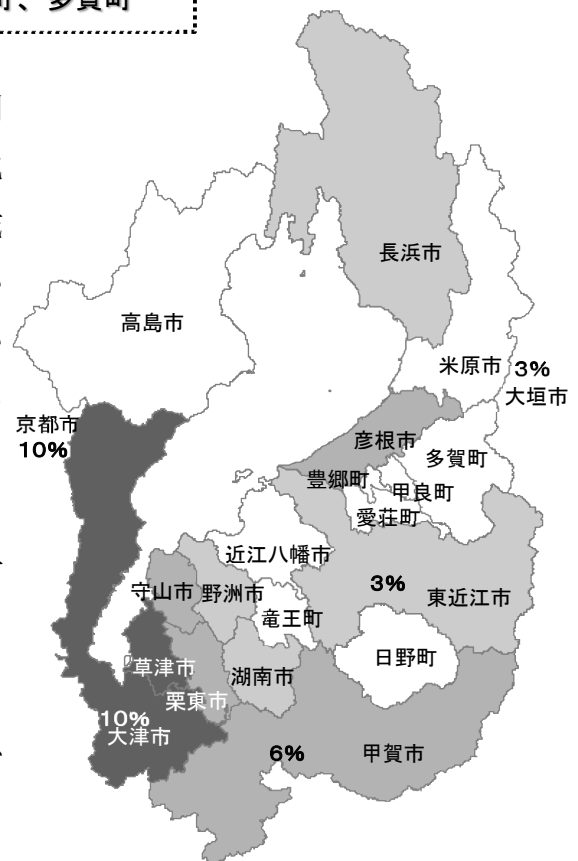 町、多賀町
長浜市
高島市
米原市 3%
大垣市
京都市
10%
彦根市
多賀町
豊郷町
甲良町
愛荘町
近江八幡市
3%
東近江市
守山市
野洲市
竜王町
日野町
草津市
湖南市
栗東市
10%
大津市
6%
甲賀市